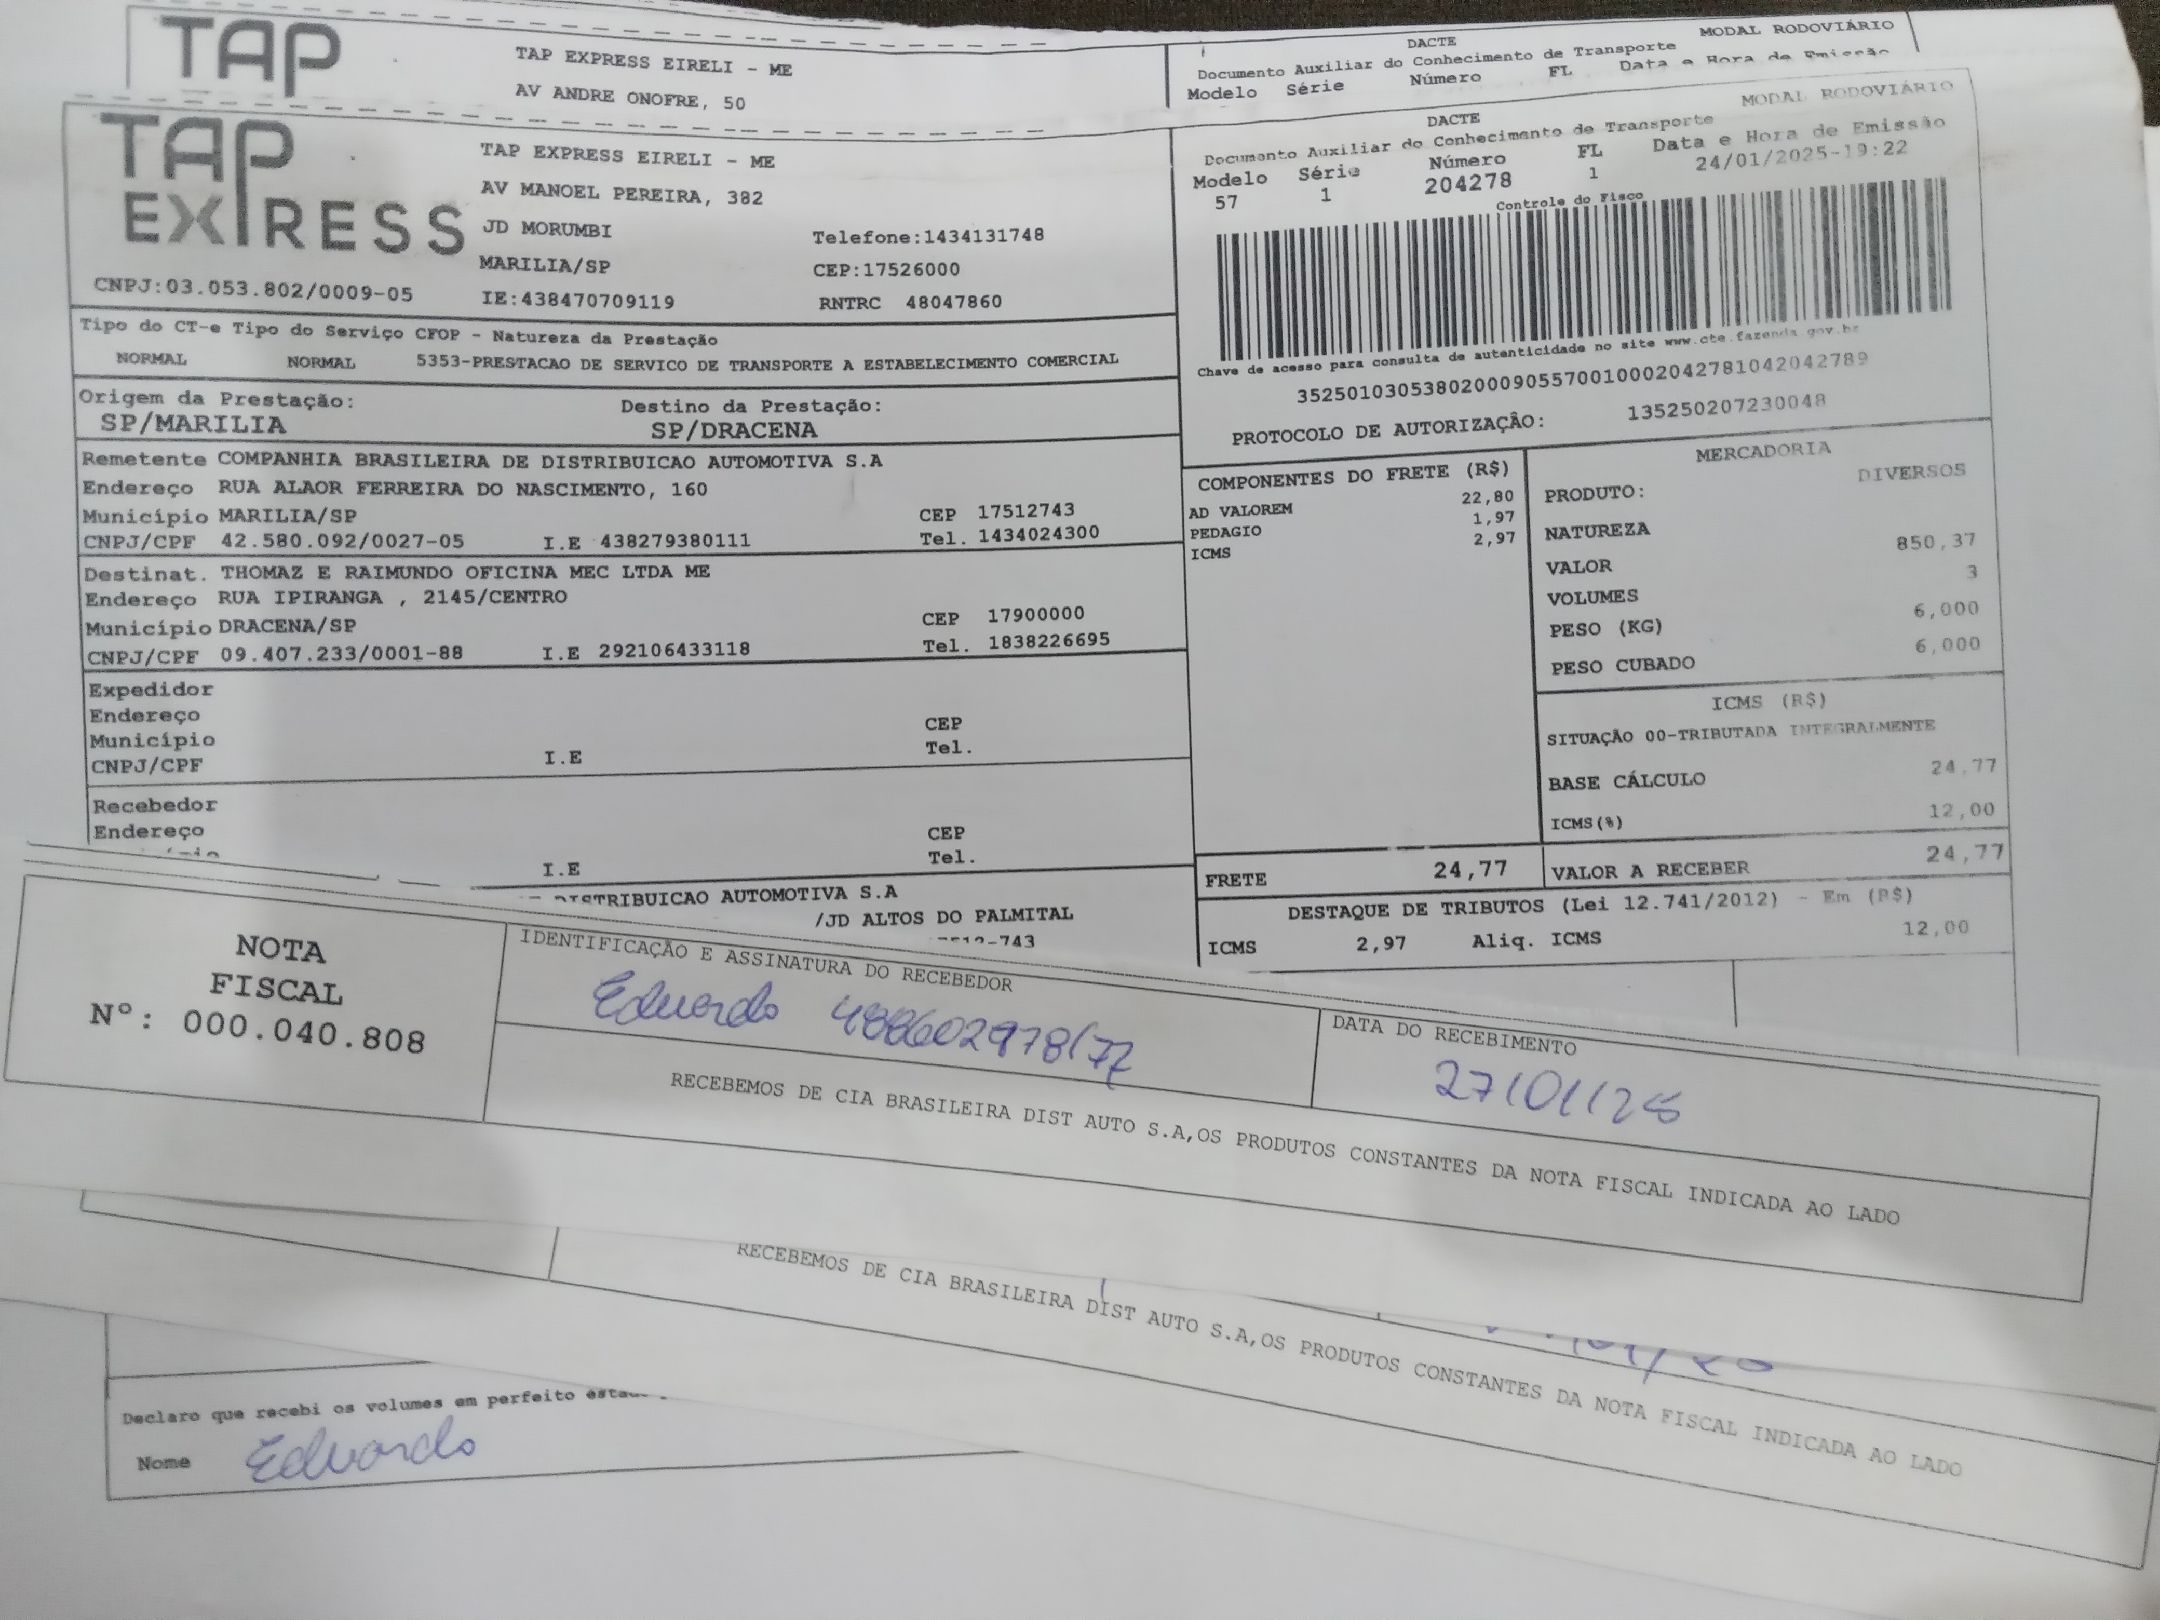 TAP
TAP EXPRESS EIRELI - ME
AV ANDRE ONOFRE, 50
DACTE
MODAL RODOVIÁRIO
Documento Auxiliar do Conhecimento de Transporte
Modelo Série Número FL Data e Hora de Emissão
TAP
EXPRESS
CNPJ:03.053.802/0009-05
TAP EXPRESS EIRELI - ME
AV MANOEL PEREIRA, 382
JD MORUMBI
Telefone:1434131748
MARILIA/SP
CEP:17526000
IE:438470709119
RNTRC 48047860
DACTE
MODAL RODOVIÁRIO
Documento Auxiliar do Conhecimento de Transporte
Modelo Série Número FL Data e Hora de Emissão
57 1 204278 1 24/01/2025-19:22
Controle do Fisco
Chave de acesso para consulta de autenticidade no site www.cte.fazenda.gov.br
35250103053802000905570010002042781042042789
PROTOCOLO DE AUTORIZAÇÂO: 135250207230048
Tipo do CT-e Tipo do Serviço CFOP - Natureza da Prestação
NORMAL NORMAL 5353-PRESTACAO DE SERVICO DE TRANSPORTE A ESTABELECIMENTO COMERCIAL
Origem da Prestação: Destino da Prestação:
SP/MARILIA SP/DRACENA
Remetente COMPANHIA BRASILEIRA DE DISTRIBUICAO AUTOMOTIVA S.A
Endereço RUA ALAOR FERREIRA DO NASCIMENTO, 160
Município MARILIA/SP CEP 17512743
CNPJ/CPF 42.580.092/0027-05 I.E 438279380111 Tel. 1434024300
Destinat. THOMAZ E RAIMUNDO OFICINA MEC LTDA ME
Endereço RUA IPIRANGA , 2145/CENTRO
Município DRACENA/SP CEP 17900000
CNPJ/CPF 09.407.233/0001-88 I.E 292106433118 Tel. 1838226695
Expedidor
Endereço
Município CEP
CNPJ/CPF I.E Tel.
Recebedor
Endereço CEP
I.E Tel.
DISTRIBUICAO AUTOMOTIVA S.A
/JD ALTOS DO PALMITAL
-743
COMPONENTES DO FRETE (R$)
AD VALOREM 22,80
PEDAGIO 1,97
ICMS 2,97
MERCADORIA
PRODUTO: DIVERSOS
NATUREZA
VALOR 850,37
VOLUMES 3
PESO (KG) 6,000
PESO CUBADO 6,000
ICMS (R$)
SITUAÇÃO 00-TRIBUTADA INTEGRALMENTE
BASE CÁLCULO 24,77
ICMS(%) 12,00
FRETE 24,77 VALOR A RECEBER 24,77
DESTAQUE DE TRIBUTOS (Lei 12.741/2012) - Em (R$)
ICMS 2,97 Aliq. ICMS 12,00
NOTA
FISCAL
Nº: 000.040.808
IDENTIFICAÇÃO E ASSINATURA DO RECEBEDOR
Eduardo 488602978/77
DATA DO RECEBIMENTO
27/01/25
RECEBEMOS DE CIA BRASILEIRA DIST AUTO S.A,OS PRODUTOS CONSTANTES DA NOTA FISCAL INDICADA AO LADO
RECEBEMOS DE CIA BRASILEIRA DIST AUTO S.A,OS PRODUTOS CONSTANTES DA NOTA FISCAL INDICADA AO LADO
Declaro que recebi os volumes em perfeito
Nome Eduardo